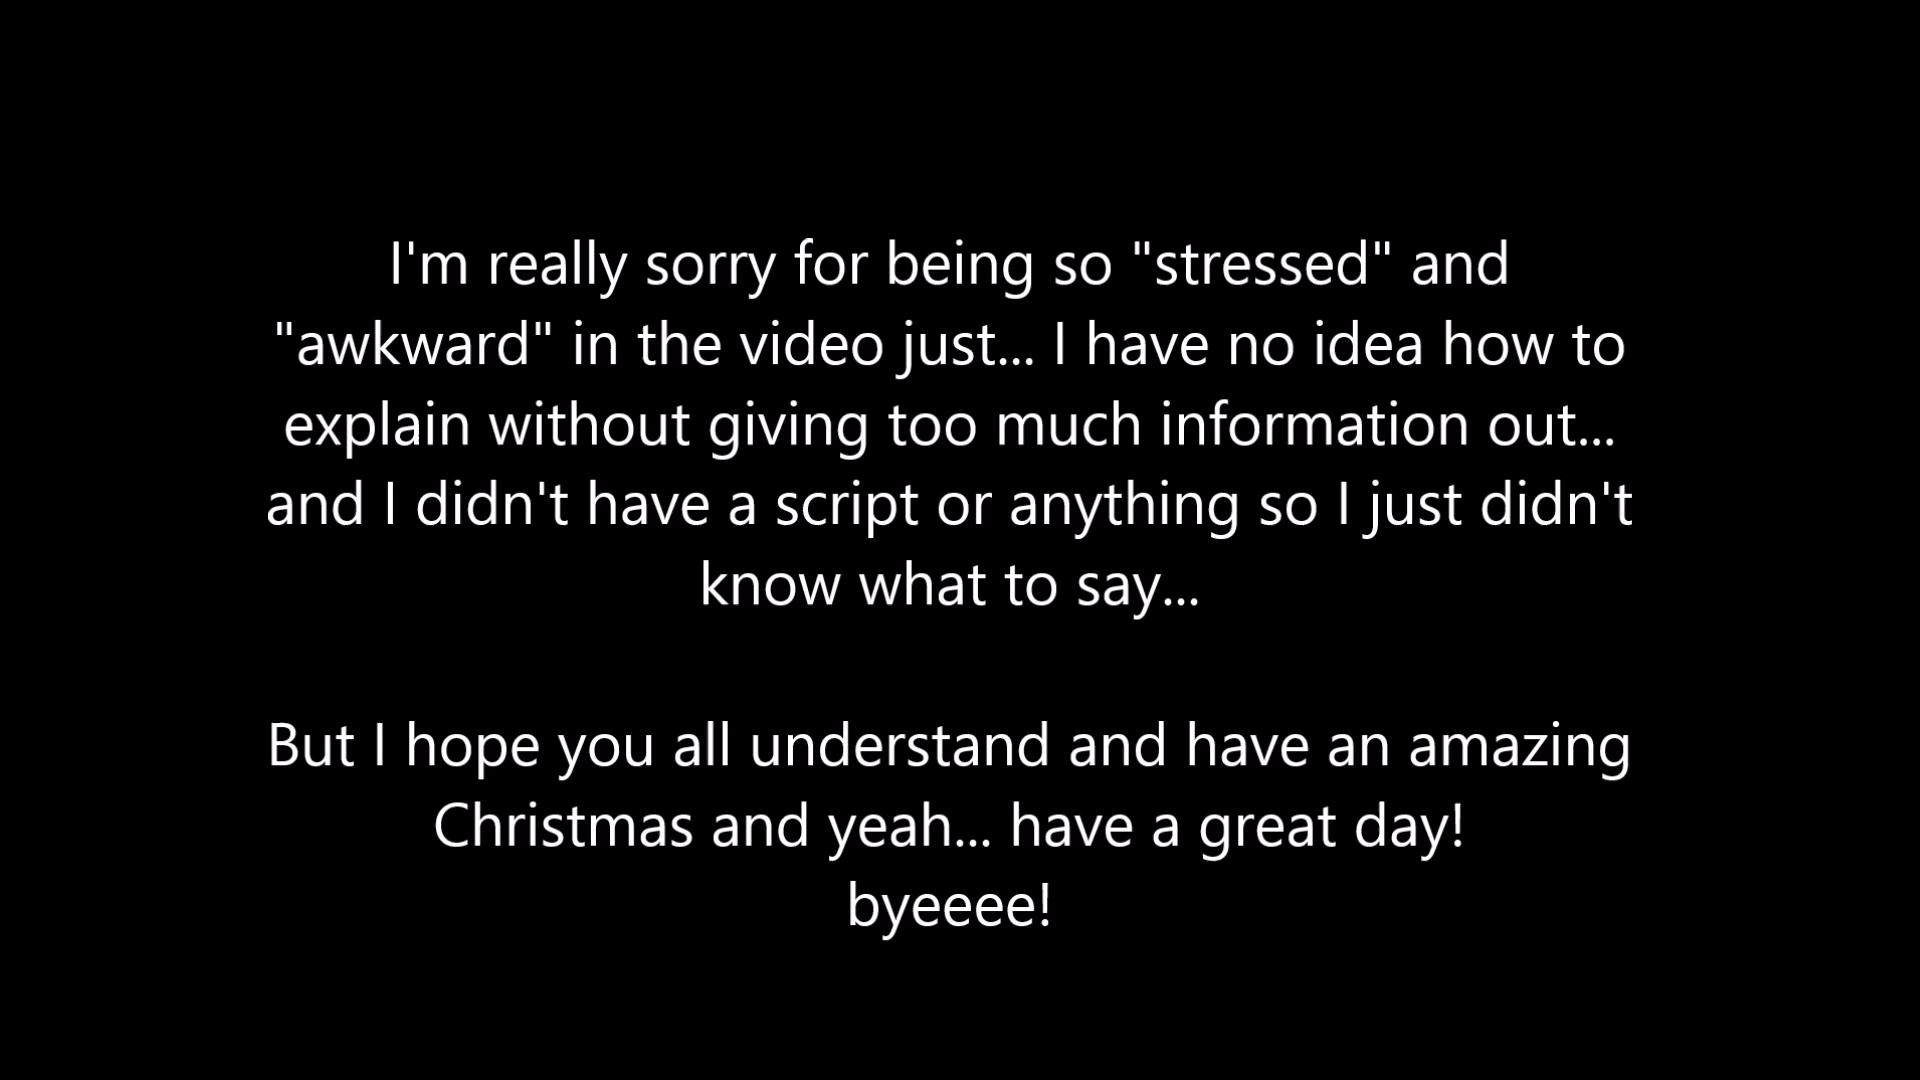 I'm really sorry for being so "stressed" and
"awkward" in the video just... I have no idea how to
explain without giving too much information out...
and I didn't have a script or anything so I just didn't
know what to say...
But I hope you all understand and have an amazing
Christmas and yeah... have a great day!
byeeee!